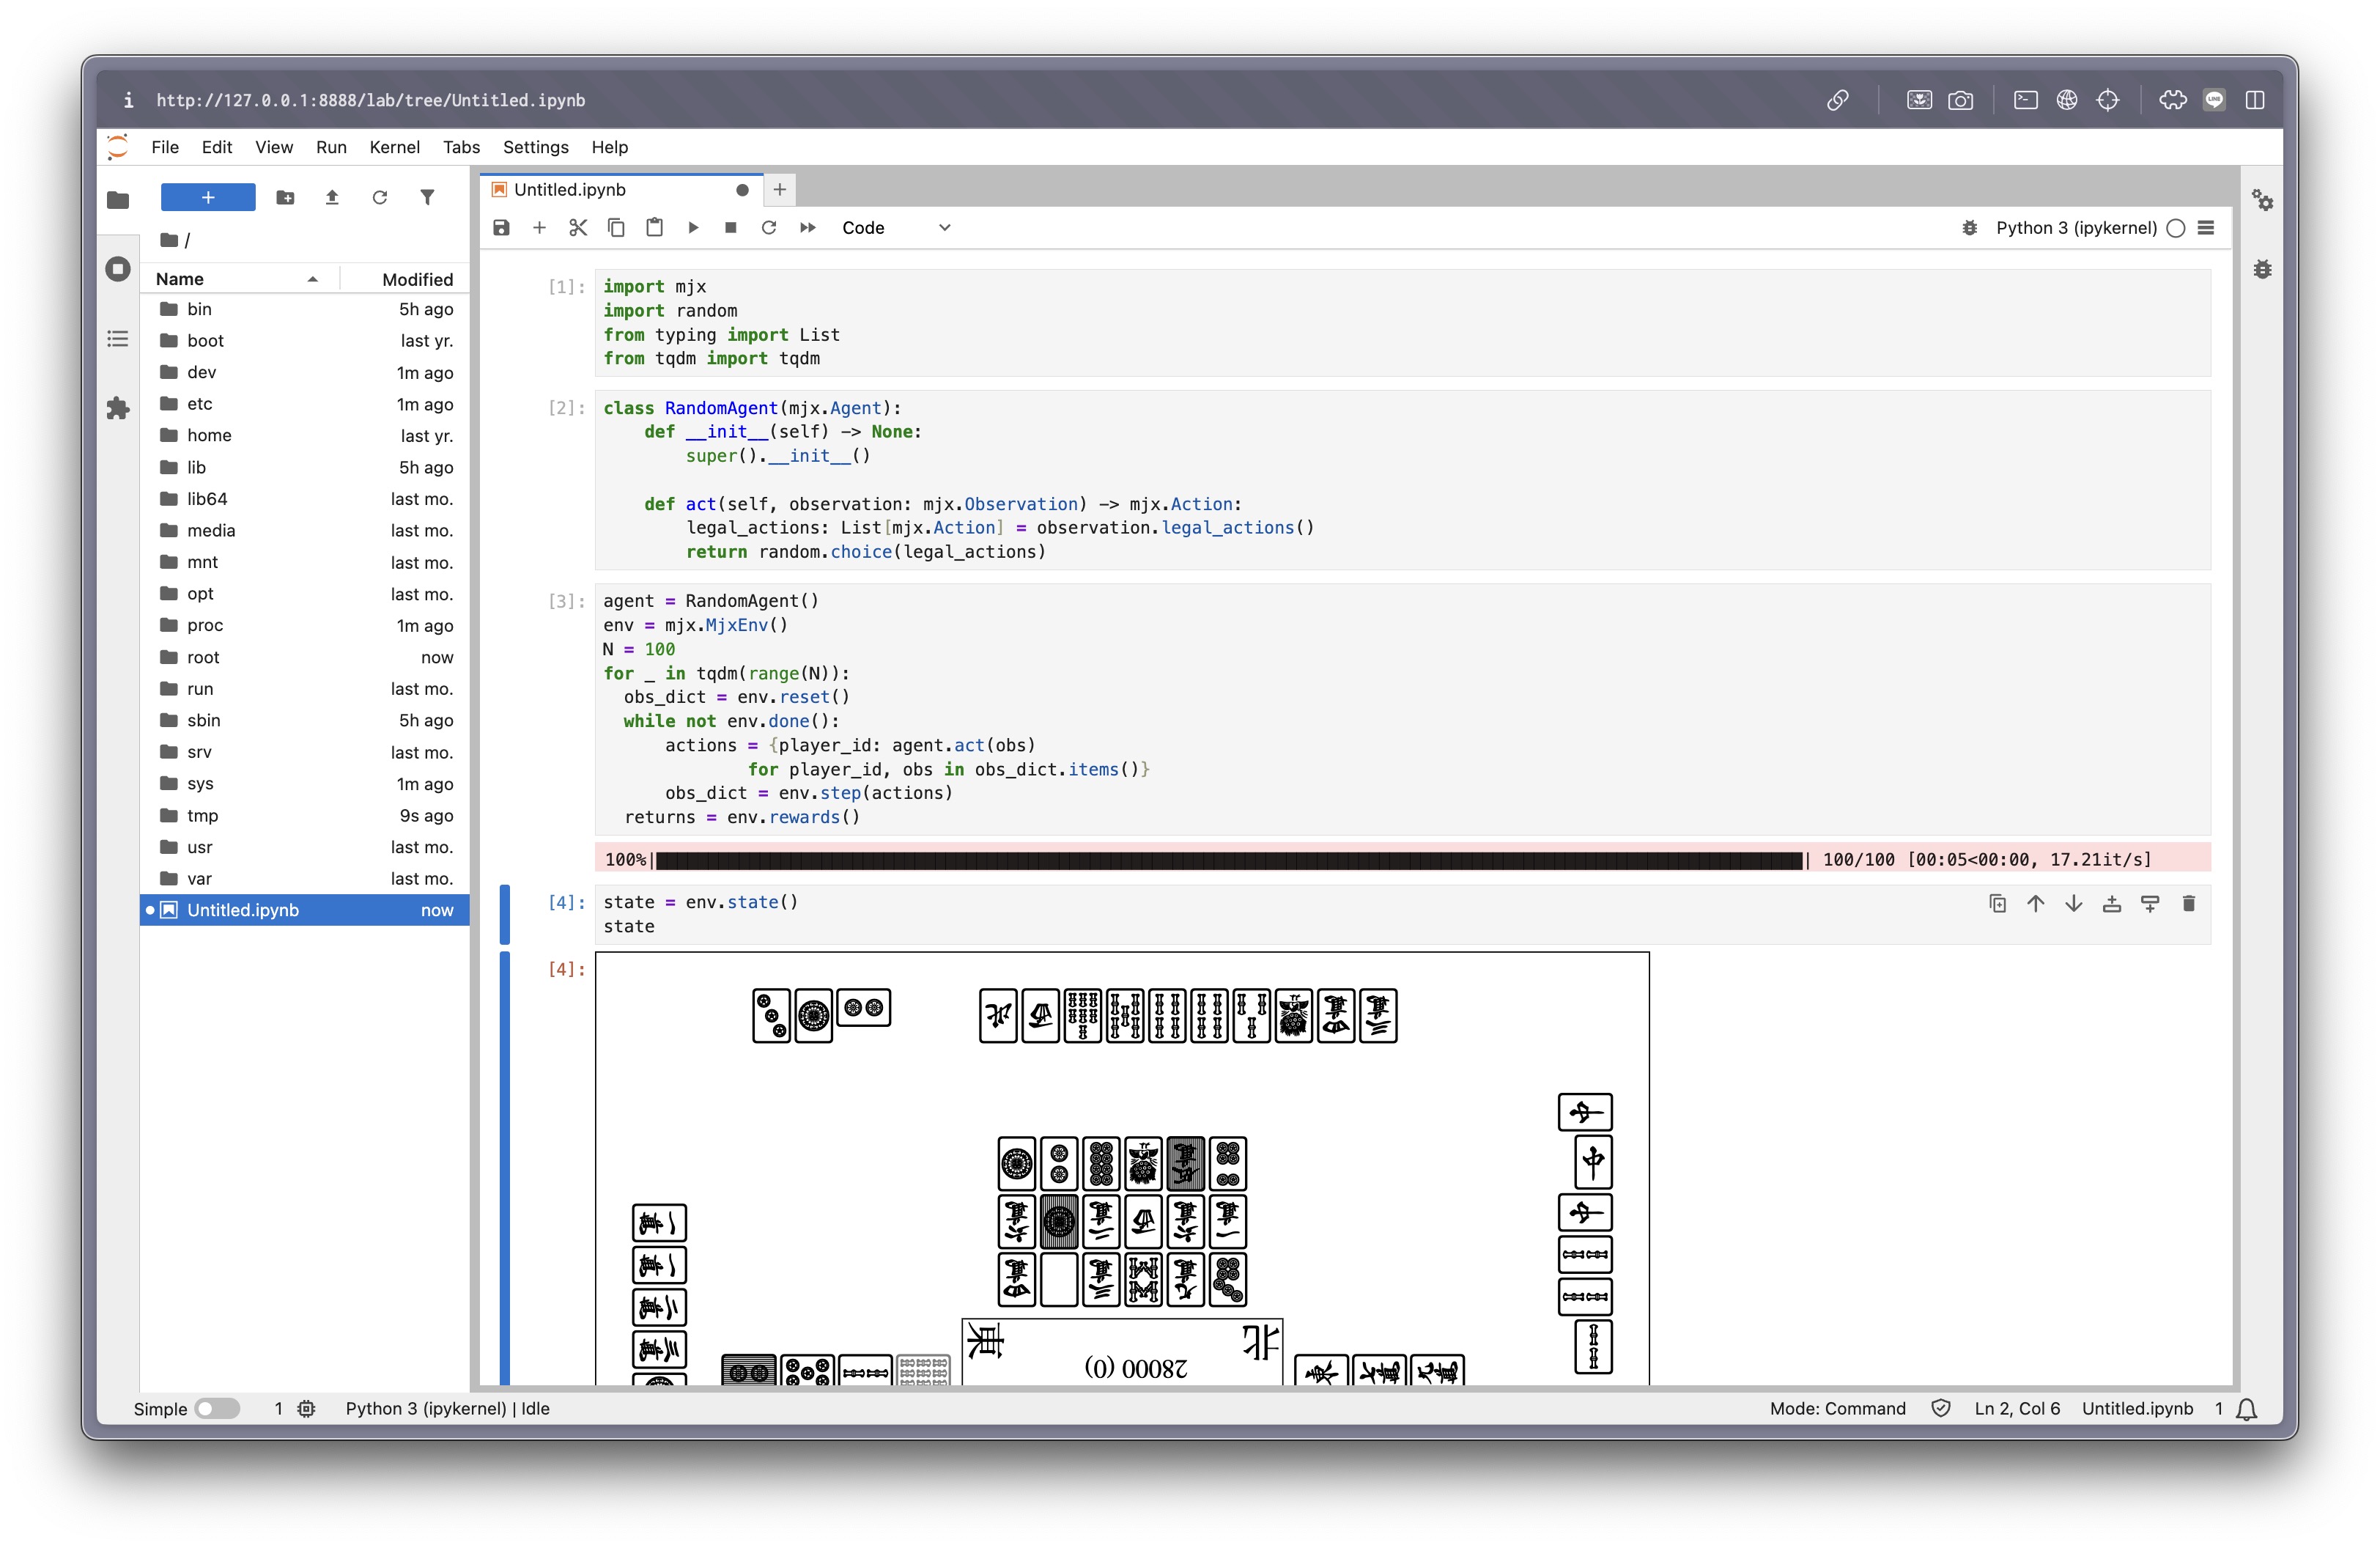 http://127.0.0.1:8888/lab/tree/Untitled.ipynb
LINE
File Edit View Run Kernel Tabs Settings Help
+
/
Name Modified
bin 5h ago
boot last yr.
dev 1m ago
etc 1m ago
home last yr.
lib 5h ago
lib64 last mo.
media last mo.
mnt last mo.
opt last mo.
proc 1m ago
root now
run last mo.
sbin 5h ago
srv last mo.
sys 1m ago
tmp 9s ago
usr last mo.
var last mo.
Untitled.ipynb now
Untitled.ipynb
Code
Python 3 (ipykernel)
[1]:
import mjx
import random
from typing import List
from tqdm import tqdm
[2]:
class RandomAgent(mjx.Agent):
    def __init__(self) -> None:
        super().__init__()
    def act(self, observation: mjx.Observation) -> mjx.Action:
        legal_actions: List[mjx.Action] = observation.legal_actions()
        return random.choice(legal_actions)
[3]:
agent = RandomAgent()
env = mjx.MjxEnv()
N = 100
for _ in tqdm(range(N)):
  obs_dict = env.reset()
  while not env.done():
      actions = {player_id: agent.act(obs)
              for player_id, obs in obs_dict.items()}
      obs_dict = env.step(actions)
  returns = env.rewards()
100%| | 100/100 [00:05<00:00, 17.21it/s]
[4]:
state = env.state()
state
[4]:
東 北
28000 (0)
中
Simple 1 Python 3 (ipykernel) | Idle
Mode: Command Ln 2, Col 6 Untitled.ipynb 1